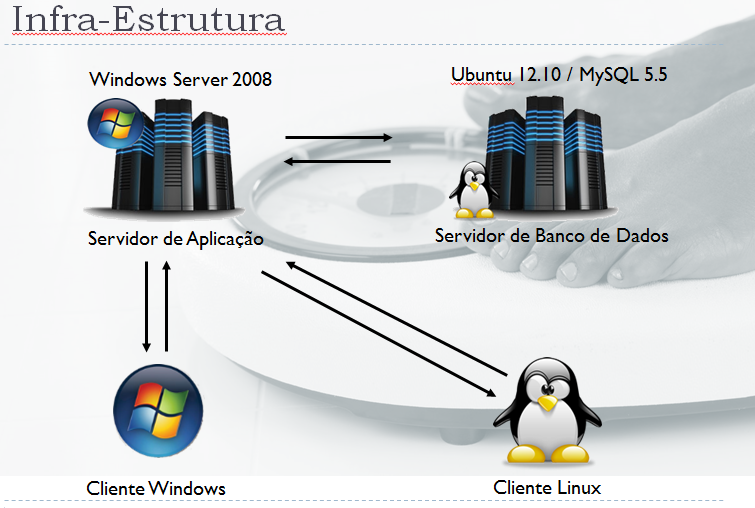 Infra-Estrutura
Windows Server 2008
Ubuntu 12.10 / MySQL 5.5
Servidor de Aplicação
Servidor de Banco de Dados
Cliente Windows
Cliente Linux